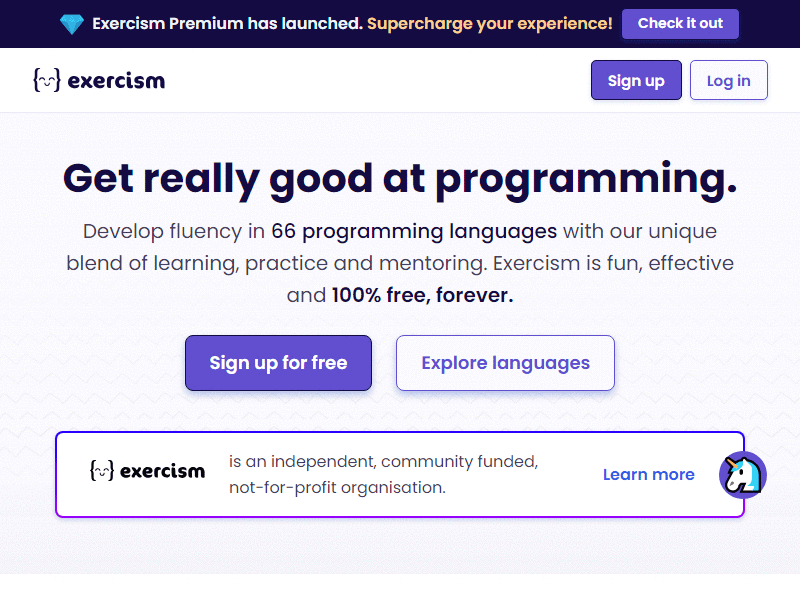 Exercism Premium has launched. Supercharge your experience! Check it out
exercism Sign up Log in
Get really good at programming.
Develop fluency in 66 programming languages with our unique
blend of learning, practice and mentoring. Exercism is fun, effective
and 100% free, forever.
Sign up for free Explore languages
exercism
is an independent, community funded,
not-for-profit organisation.
Learn more